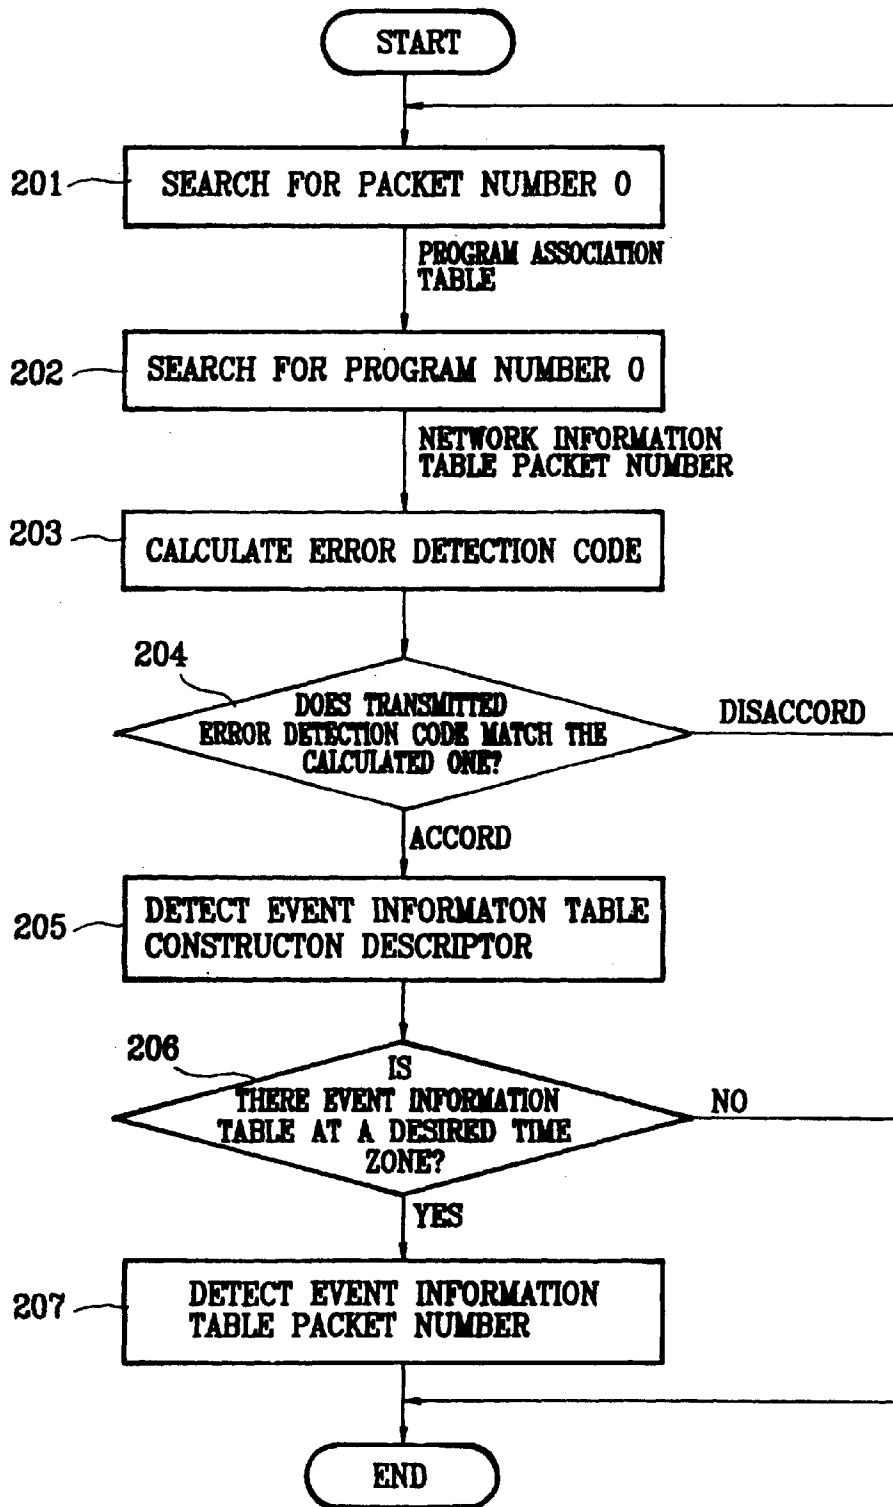 START
201
SEARCH FOR PACKET NUMBER 0
PROGRAM ASSOCIATION
TABLE
202
SEARCH FOR PROGRAM NUMBER 0
NETWORK INFORMATION
TABLE PACKET NUMBER
203
CALCULATE ERROR DETECTION CODE
204
DOES TRANSMITTED
ERROR DETECTION CODE MATCH THE
CALCULATED ONE?
DISACCORD
ACCORD
205
DETECT EVENT INFORMATON TABLE
CONSTRUCTON DESCRIPTOR
206
IS
THERE EVENT INFORMATION
TABLE AT A DESIRED TIME
ZONE?
NO
YES
207
DETECT EVENT INFORMATION
TABLE PACKET NUMBER
END